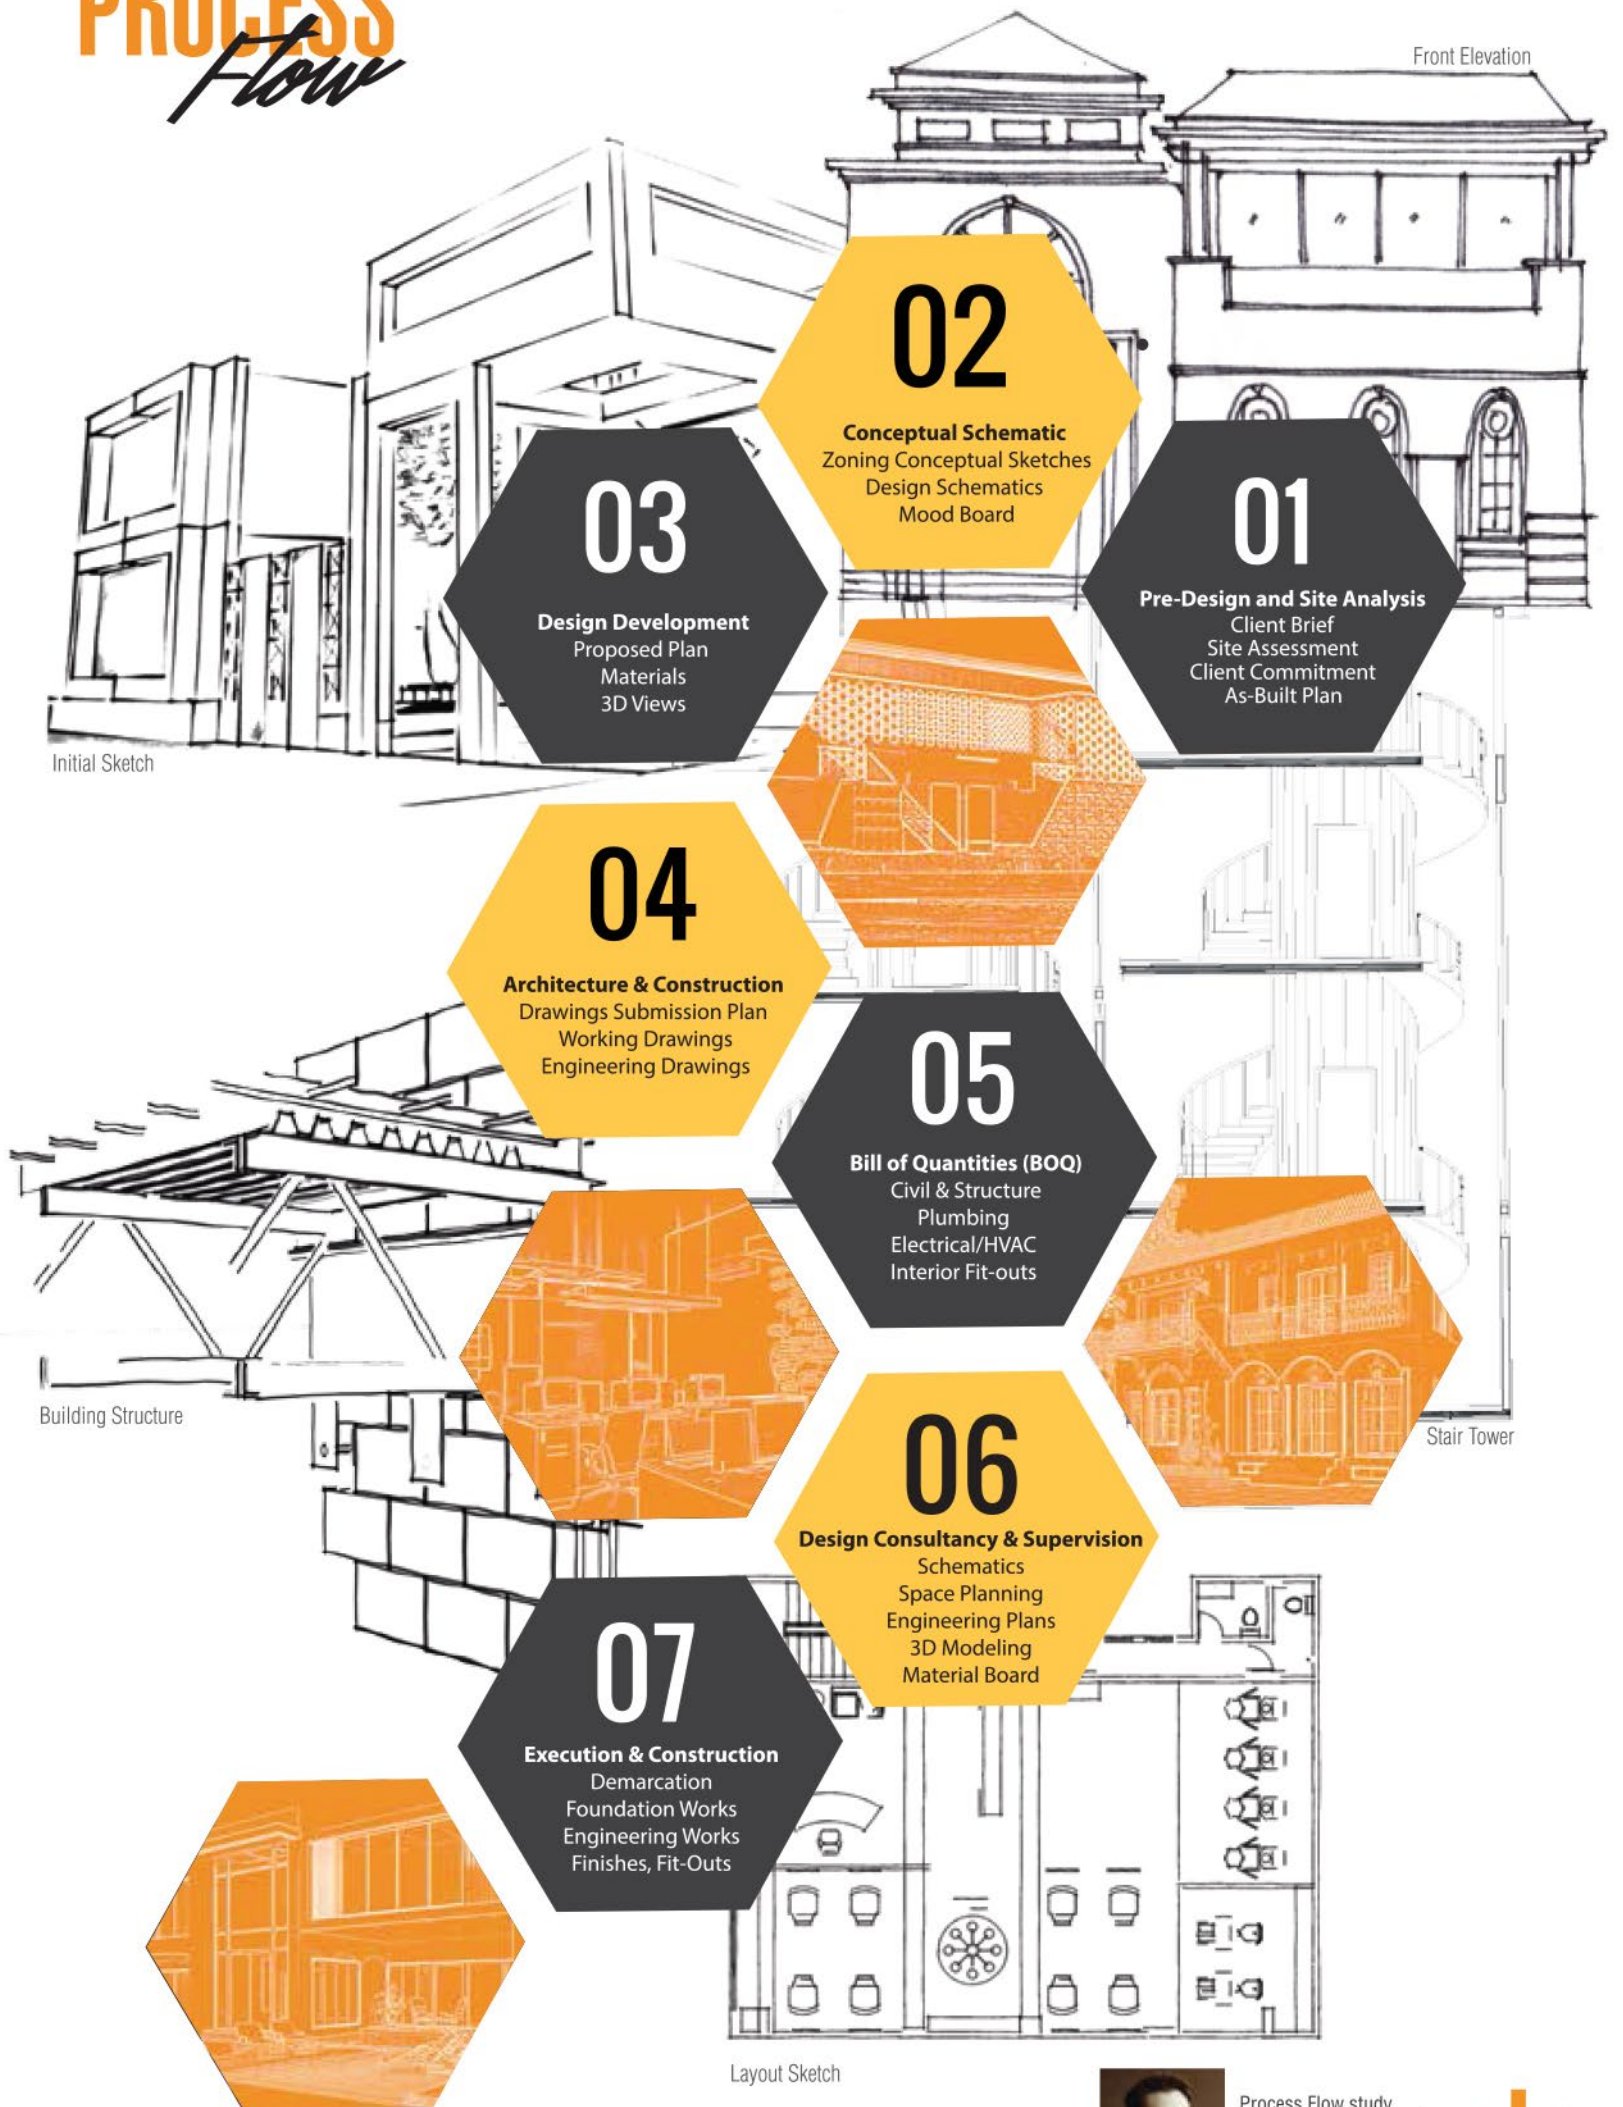 PROCESS
Flow
Front Elevation
02
Conceptual Schematic
Zoning Conceptual Sketches
Design Schematics
Mood Board
01
Pre-Design and Site Analysis
Client Brief
Site Assessment
Client Commitment
As-Built Plan
03
Design Development
Proposed Plan
Materials
3D Views
Initial Sketch
04
Architecture & Construction
Drawings Submission Plan
Working Drawings
Engineering Drawings
05
Bill of Quantities (BOQ)
Civil & Structure
Plumbing
Electrical/HVAC
Interior Fit-outs
Building Structure
Stair Tower
06
Design Consultancy & Supervision
Schematics
Space Planning
Engineering Plans
3D Modeling
Material Board
07
Execution & Construction
Demarcation
Foundation Works
Engineering Works
Finishes, Fit-Outs
Layout Sketch
Process Flow study